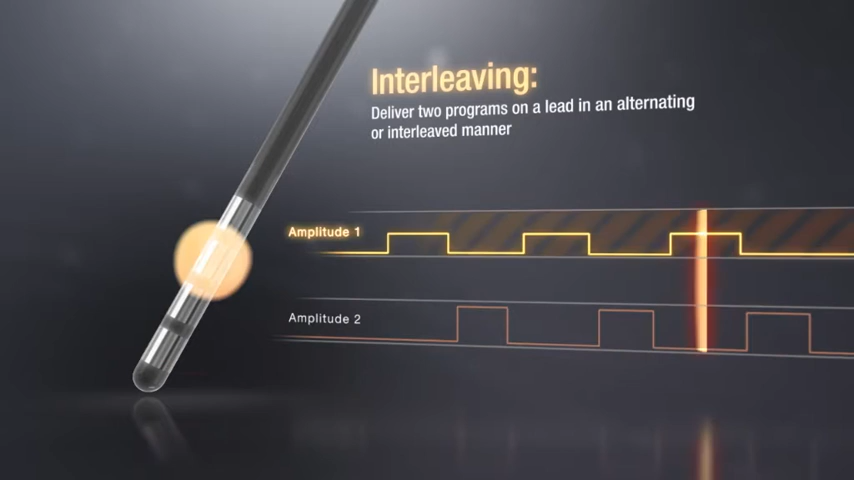 Interleaving:
Deliver two programs on a lead in an alternating
or interleaved manner
Amplitude 1
Amplitude 2